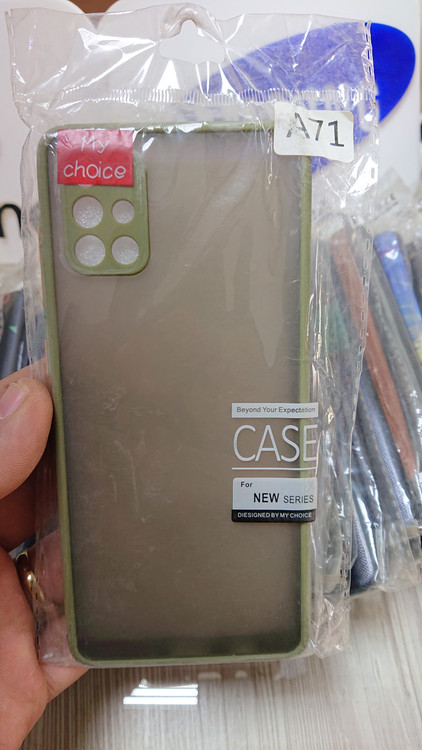 A71
My
choice
Beyond Your Expectation
CASE
For
NEW SERIES
DIESIGNED BY MY CHOICE